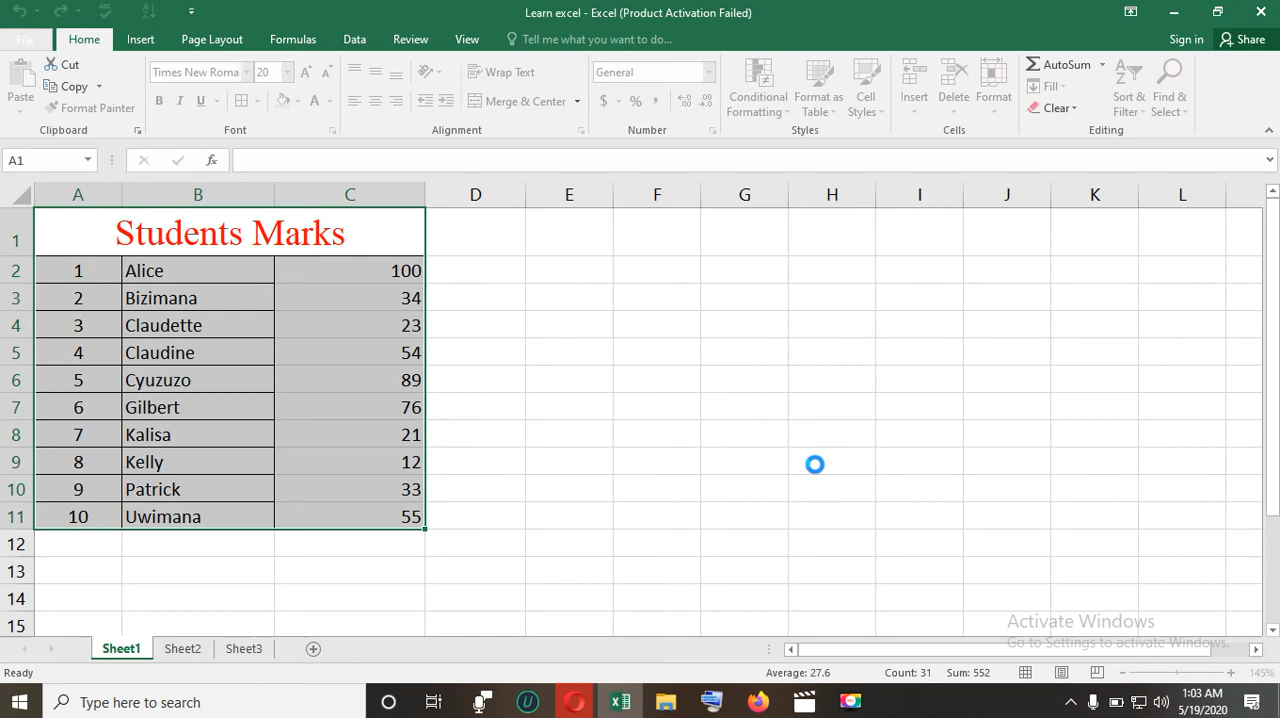 Learn excel - Excel (Product Activation Failed)
File Home Insert Page Layout Formulas Data Review View Tell me what you want to do... Sign in Share
Paste Cut Copy Format Painter Clipboard
Times New Roma 20 B I U A Font
Wrap Text Merge & Center Alignment
General $ % , Number
Conditional Formatting Format as Table Cell Styles Styles
Insert Delete Format Cells
AutoSum Fill Clear Sort & Filter Find & Select Editing
A1 fx
A B C D E F G H I J K L
1 Students Marks
2 1 Alice 100
3 2 Bizimana 34
4 3 Claudette 23
5 4 Claudine 54
6 5 Cyuzuzo 89
7 6 Gilbert 76
8 7 Kalisa 21
9 8 Kelly 12
10 9 Patrick 33
11 10 Uwimana 55
12
13
14
15
Activate Windows
Go to Settings to activate Windows.
Sheet1 Sheet2 Sheet3
Ready Average: 27.6 Count: 31 Sum: 552 145%
Type here to search 1:03 AM
5/19/2020